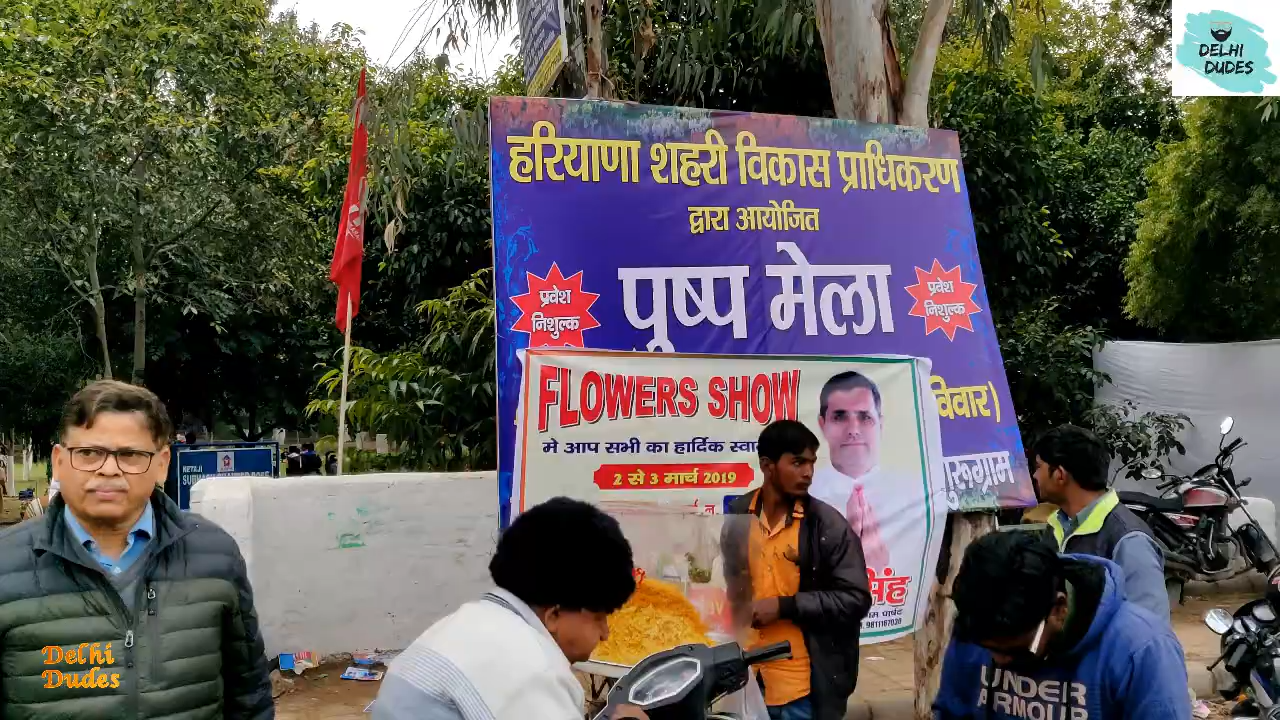 DELHI
DUDES
हरियाणा शहरी विकास प्राधिकरण
द्वारा आयोजित
पुष्प मेला
प्रवेश
निशुल्क
प्रवेश
निशुल्क
FLOWERS SHOW
मे आप सभी का हार्दिक
2 से 3 मार्च 2019
NETAJI
UNDER
ARMOUR
Delhi
Dudes